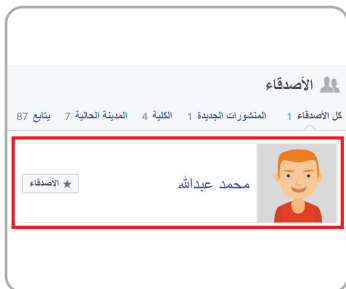 الأصدقاء
كل الأصدقاء 1 المنشورات الجديدة 1 الكلية 4 المدينة الحالية 7 يتابع 87
محمد عبدالله
★ الأصدقاء